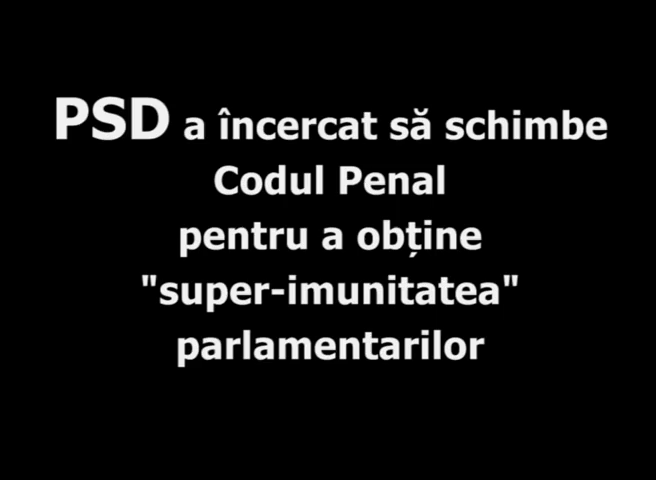 PSD a încercat să schimbe
Codul Penal
pentru a obține
"super-imunitatea"
parlamentarilor